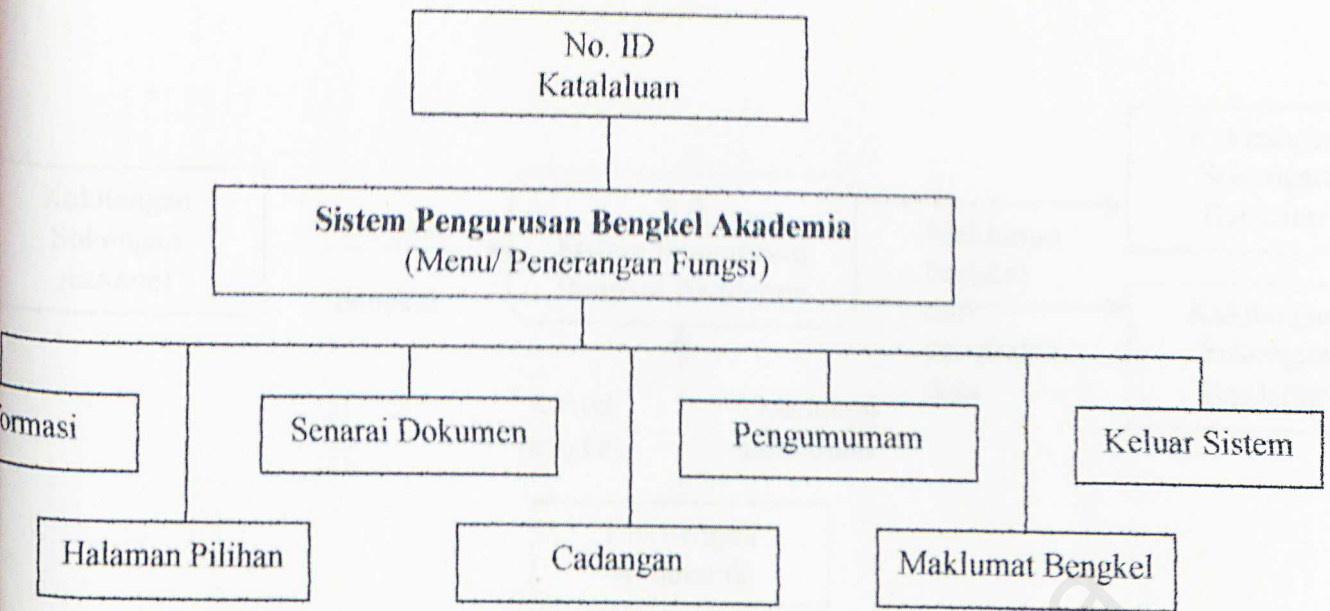 No. ID
Katalaluan
Sistem Pengurusan Bengkel Akademia
(Menu/ Penerangan Fungsi)
ormasi
Senarai Dokumen
Pengumumam
Keluar Sistem
Halaman Pilihan
Cadangan
Maklumat Bengkel